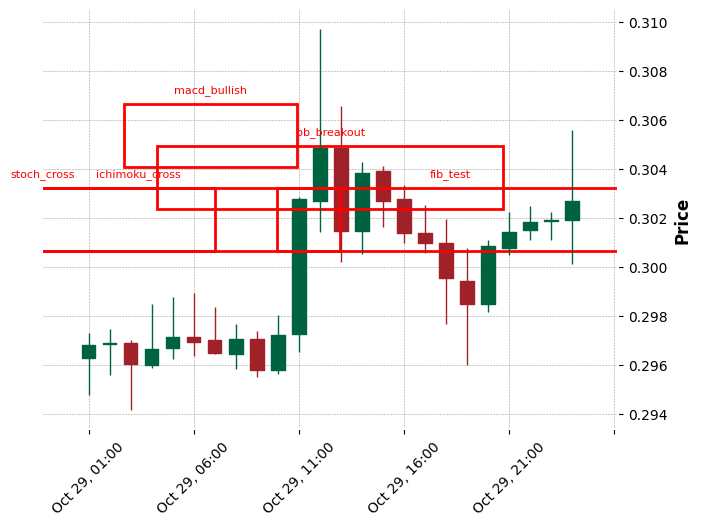 0.310
0.308
macd_bullish
0.306
bb_breakout
0.304
stoch_cross
ichimoku_cross
fib_test
0.302
Price
0.300
0.298
0.296
0.294
Oct 29, 01:00
Oct 29, 06:00
Oct 29, 11:00
Oct 29, 16:00
Oct 29, 21:00